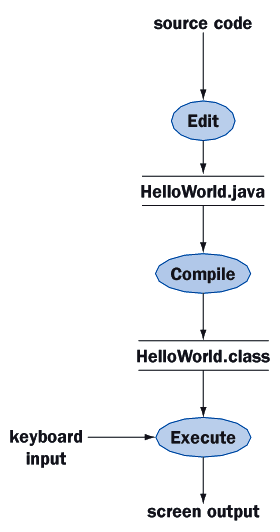 source code
Edit
HelloWorld.java
Compile
HelloWorld.class
keyboard
input
Execute
screen output